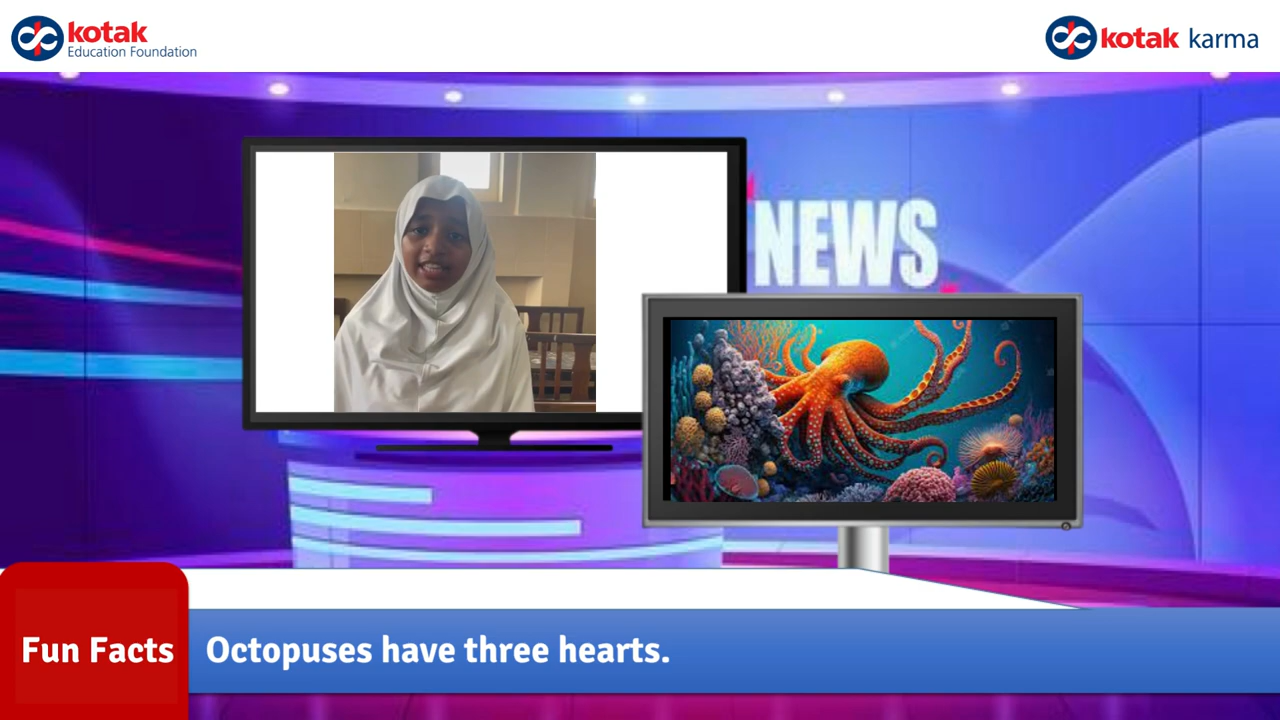 kotak
Education Foundation
kotak karma
NEWS
Fun Facts
Octopuses have three hearts.